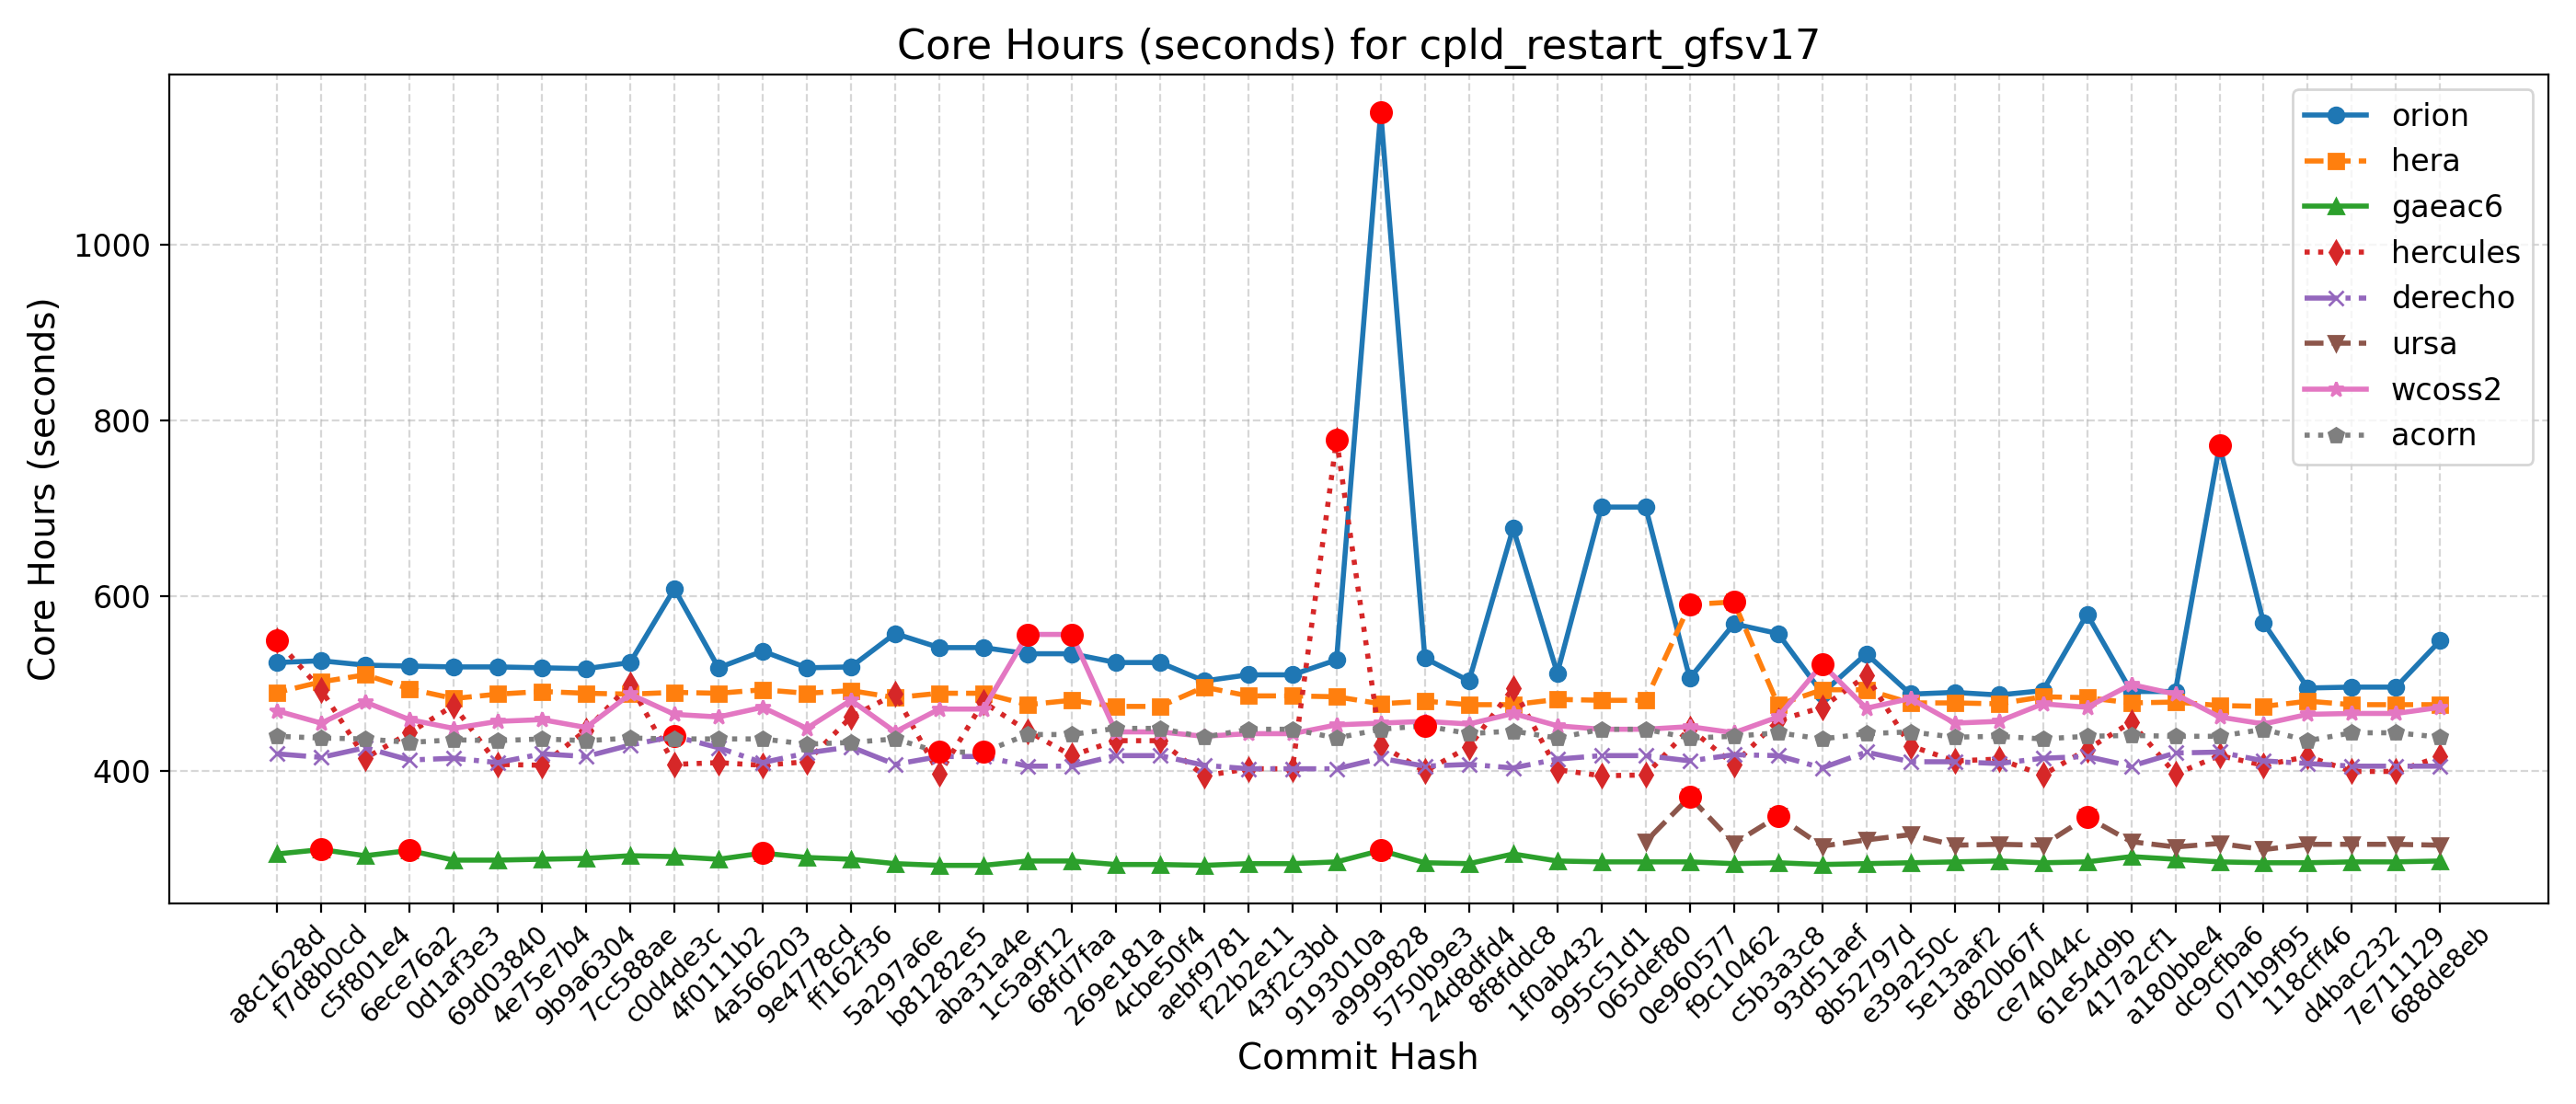 Core Hours (seconds) for cpld_restart_gfsv17
Core Hours (seconds)
1000
800
600
400
orion
hera
gaeac6
hercules
derecho
ursa
wcoss2
acorn
a8c1628d
f7d8b0cd
c5f801e4
6ece76a2
0d1af3e3
69d03840
4e75e7b4
9b9a6304
7cc588ae
c0d4de3c
4f0111b2
4a566203
9e4778cd
ff162f36
5a297a6e
b81282e5
aba31a4e
1c5a9f12
68fd7faa
269e181a
4cbe50f4
aebf9781
f22b2e11
43f2c3bd
9193010a
a9999828
5750b9e3
24d8dfd4
8f8fddc8
1f0ab432
995c51d1
065def80
0e960577
f9c10462
c5b3a3c8
93d51aef
8b52797d
e39a250c
5e13aaf2
d820b67f
ce74044c
61e54d9b
417a2cf1
a180bbe4
dc9cfba6
071b9f95
118cff46
d4bac232
7e711129
688de8eb
Commit Hash